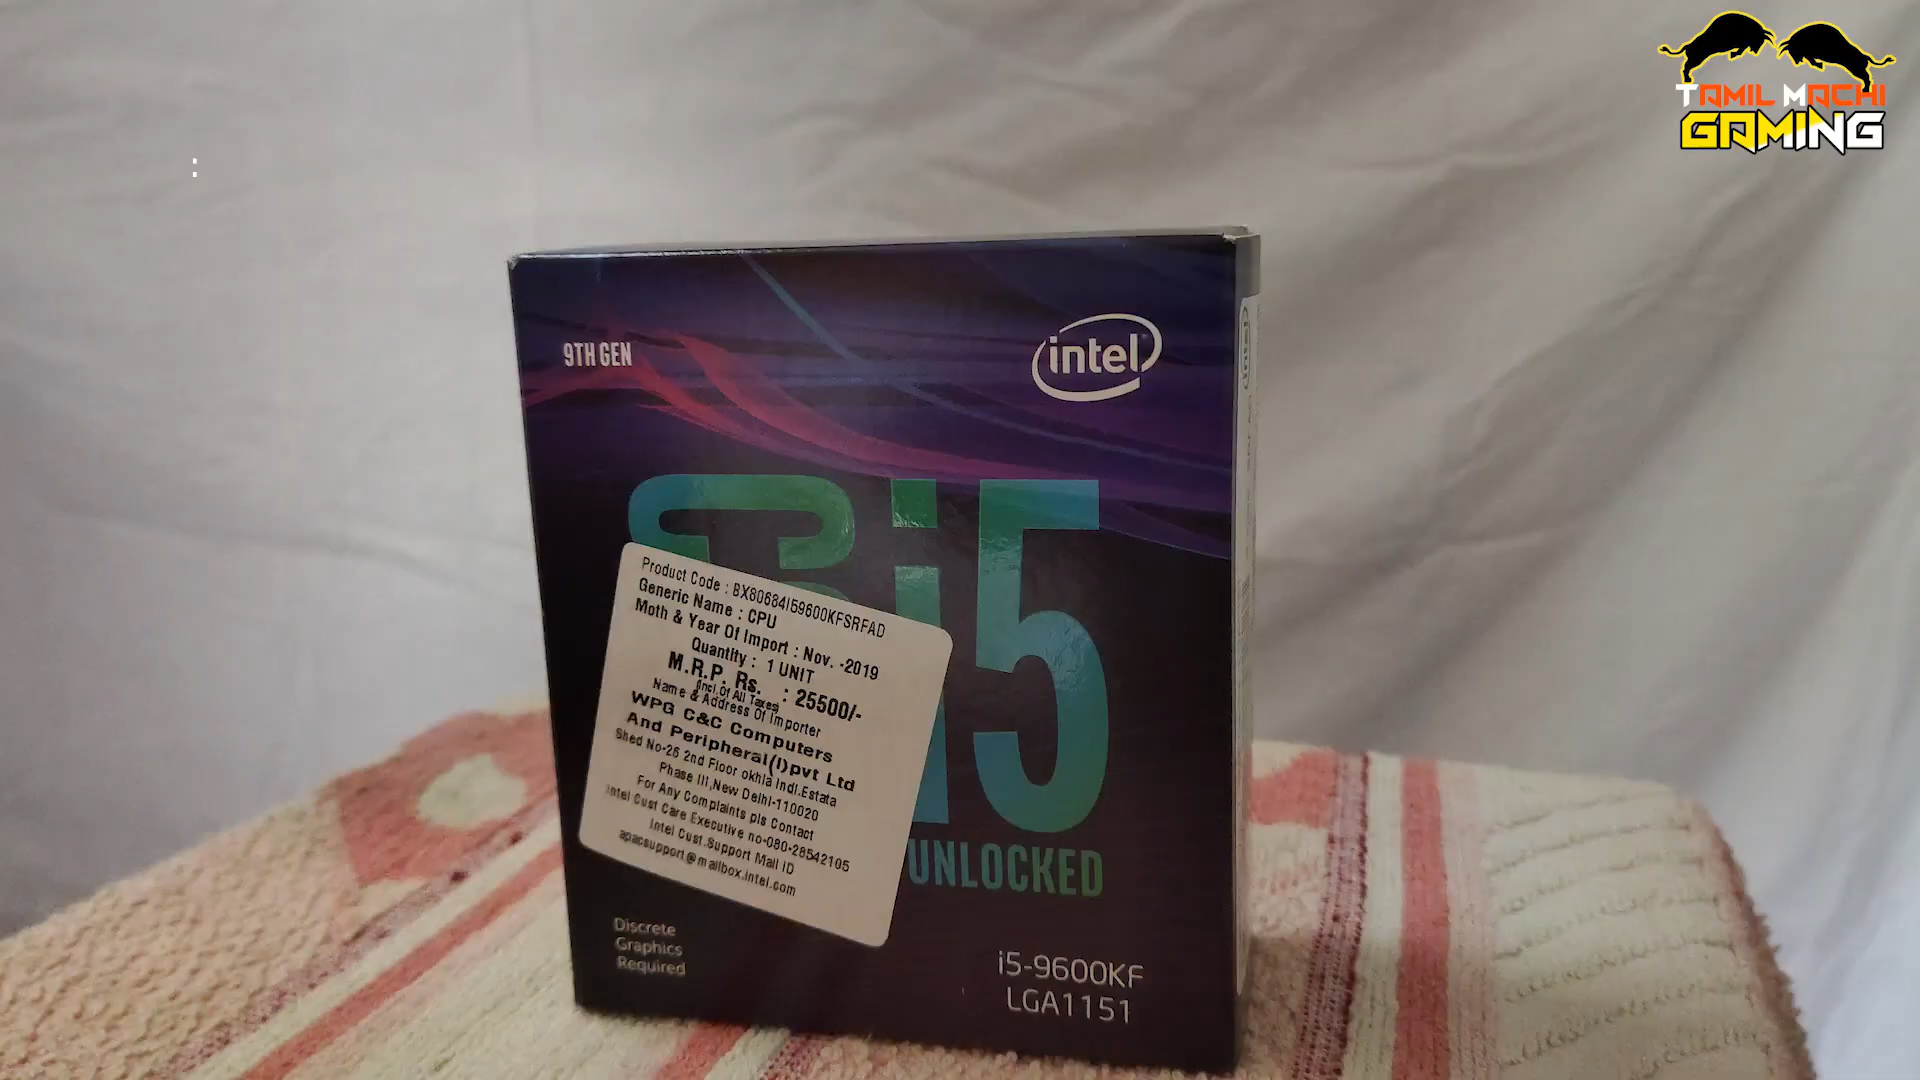 TAMIL MACHI
GAMING
:
9TH GEN
intel
i5
Product Code : BX80684I59600KFSRFAD
Generic Name : CPU
Moth & Year Of Import : Nov. -2019
Quantity : 1 UNIT
M.R.P. Rs. : 25500/-
(Incl.Of All Taxes)
Name & Address Of Importer
WPG C&C Computers
And Peripheral(I)pvt Ltd
Shed No-26 2nd Floor okhla Indl.Estata
Phase III,New Delhi-110020
For Any Complaints pls Contact
Intel Cust Care Executive no-080-28542105
Intel Cust.Support Mail ID
apacsupport@mailbox.intel.com
UNLOCKED
Discrete
Graphics
Required
i5-9600KF
LGA1151